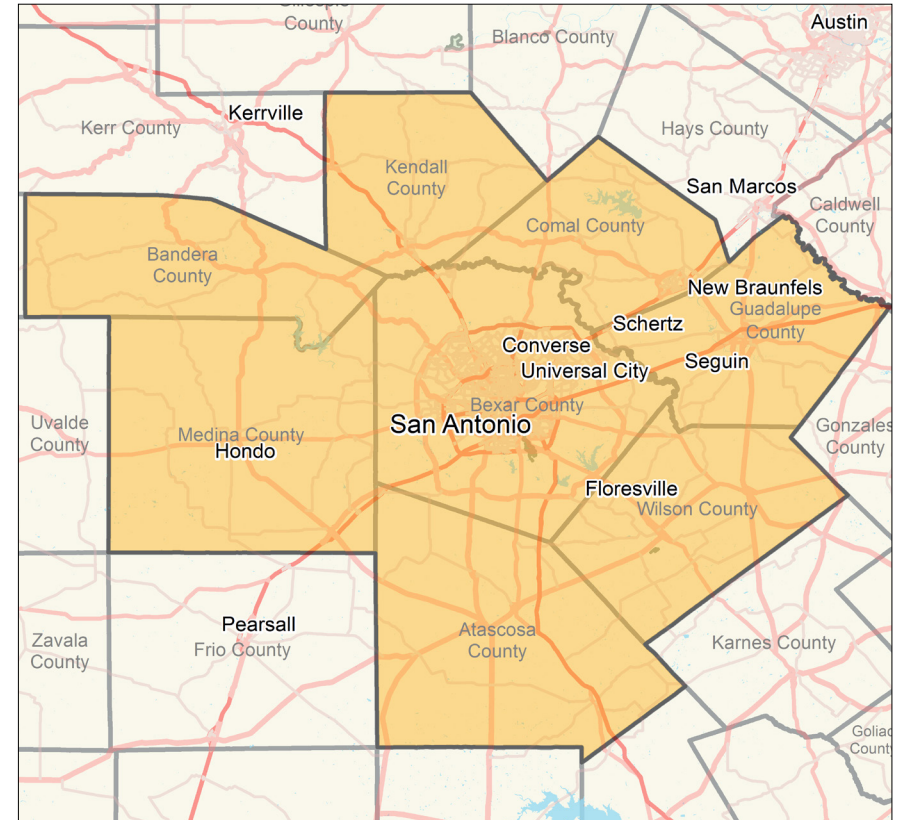 Gillespie
County
Austin
Blanco County
Kerrville
Kerr County
Hays County
Kendall
County
San Marcos
Caldwell
County
Comal County
Bandera
County
New Braunfels
Guadalupe
County
Schertz
Converse
Seguin
Universal City
Bexar County
San Antonio
Uvalde
County
Medina County
Hondo
Gonzales
County
Floresville
Wilson County
Pearsall
Frio County
Zavala
County
Atascosa
County
Karnes County
Goliad
County